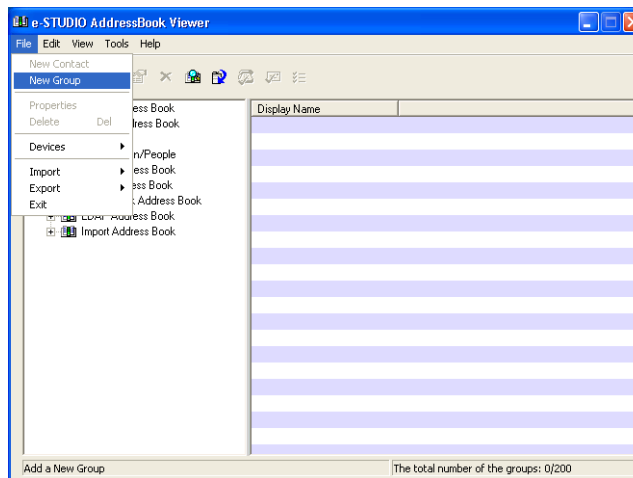 e-STUDIO AddressBook Viewer
File Edit View Tools Help
New Contact
New Group
Properties
Delete Del
Devices
Import
Export
Exit
ess Book
ress Book
n/People
ess Book
ess Book
Address Book
LDAP Address Book
Import Address Book
Display Name
Add a New Group
The total number of the groups: 0/200